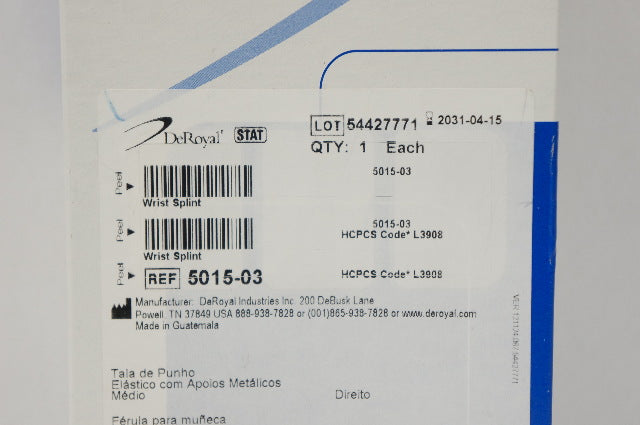 DeRoyal® STAT
LOT 54427771 2031-04-15
QTY: 1 Each
Peel
5015-03
Wrist Splint
Peel
5015-03
HCPCS Code* L3908
Wrist Splint
Peel
REF 5015-03
HCPCS Code* L3908
Manufacturer: DeRoyal Industries Inc. 200 DeBusk Lane
Powell, TN 37849 USA 888-938-7828 or (001)865-938-7828 or www.deroyal.com
Made in Guatemala
Tala de Punho
Elástico com Apoios Metálicos
Médio Direito
Férula para muñeca